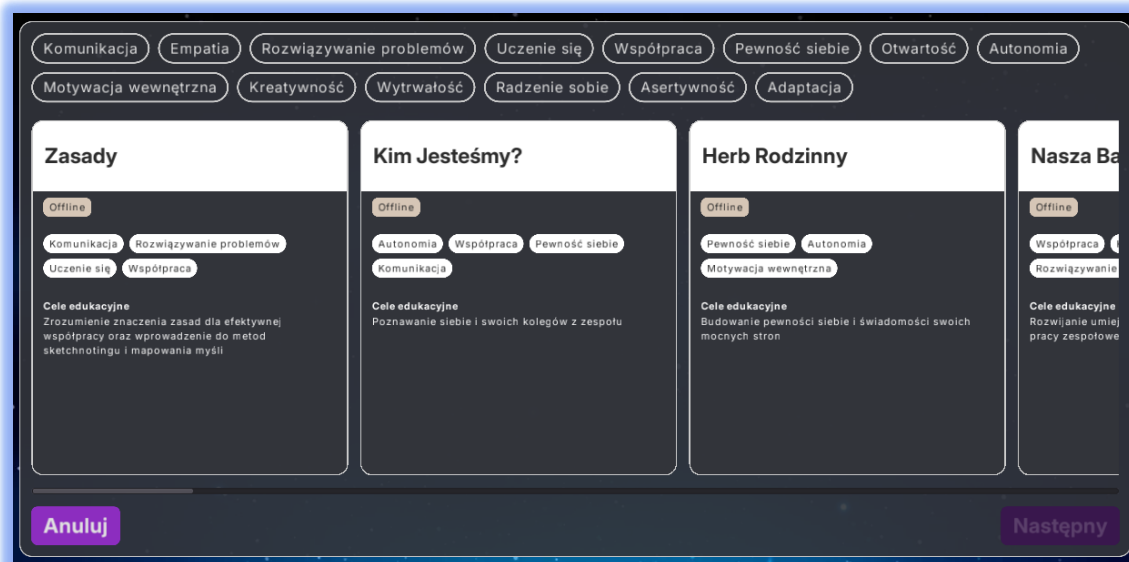 Komunikacja Empatia Rozwiązywanie problemów Uczenie się Współpraca Pewność siebie Otwartość Autonomia
Motywacja wewnętrzna Kreatywność Wytrwałość Radzenie sobie Asertywność Adaptacja
Zasady
Offline
Komunikacja Rozwiązywanie problemów
Uczenie się Współpraca
Cele edukacyjne
Zrozumienie znaczenia zasad dla efektywnej
współpracy oraz wprowadzenie do metod
sketchnotingu i mapowania myśli
Kim Jesteśmy?
Offline
Autonomia Współpraca Pewność siebie
Komunikacja
Cele edukacyjne
Poznawanie siebie i swoich kolegów z zespołu
Herb Rodzinny
Offline
Pewność siebie Autonomia
Motywacja wewnętrzna
Cele edukacyjne
Budowanie pewności siebie i świadomości swoich
mocnych stron
Nasza Ba
Offline
Współpraca
Rozwiązywanie
Cele edukacyjne
Rozwijanie umiej
pracy zespołowe
Anuluj
Następny